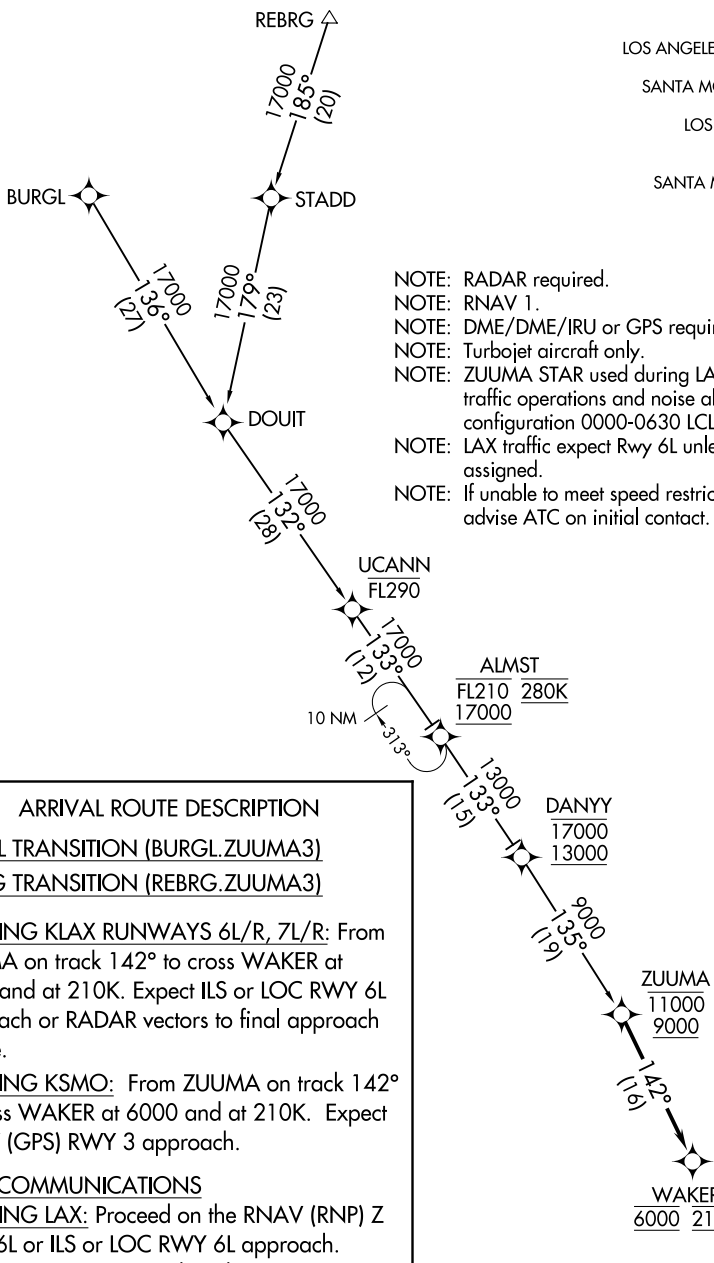 REBRG
LOS ANGELE
SANTA MO
LOS
SANTA M
17000
185°
(20)
BURGL
STADD
17000
136°
(27)
17000
179°
(23)
NOTE: RADAR required.
NOTE: RNAV 1.
NOTE: DME/DME/IRU or GPS requir
NOTE: Turbojet aircraft only.
NOTE: ZUUMA STAR used during LA
traffic operations and noise a
configuration 0000-0630 LCL
NOTE: LAX traffic expect Rwy 6L unle
assigned.
NOTE: If unable to meet speed restric
advise ATC on initial contact.
DOUIT
17000
132°
(28)
UCANN
FL290
17000
133°
(12)
ALMST
FL210 280K
17000
10 NM
313°
13000
133°
(15)
DANYY
17000
13000
9000
135°
(19)
ZUUMA
11000
9000
142°
(16)
WAKER
6000 21
ARRIVAL ROUTE DESCRIPTION
L TRANSITION (BURGL.ZUUMA3)
G TRANSITION (REBRG.ZUUMA3)
ING KLAX RUNWAYS 6L/R, 7L/R: From
MA on track 142° to cross WAKER at
and at 210K. Expect ILS or LOC RWY 6L
ach or RADAR vectors to final approach
e.
ING KSMO: From ZUUMA on track 142°
ss WAKER at 6000 and at 210K. Expect
(GPS) RWY 3 approach.
COMMUNICATIONS
ING LAX: Proceed on the RNAV (RNP) Z
6L or ILS or LOC RWY 6L approach.